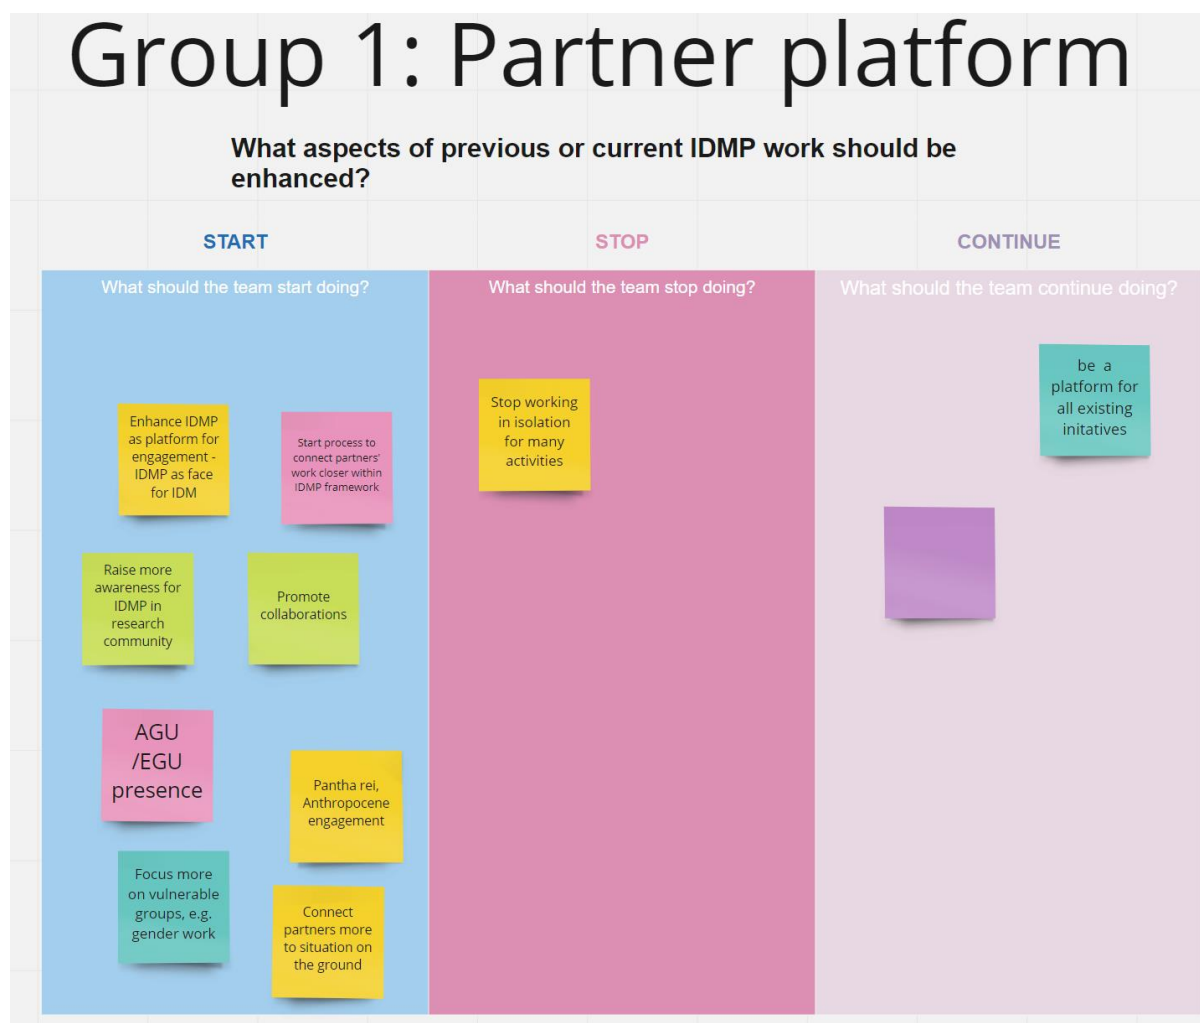 Group 1: Partner platform
What aspects of previous or current IDMP work should be
enhanced?
START
What should the team start doing?
Enhance IDMP
as platform for
engagement -
IDMP as face
for IDM
Start process to
connect partners'
work closer within
IDMP framework
Raise more
awareness for
IDMP in
research
community
Promote
collaborations
AGU
/EGU
presence
Pantha rei,
Anthropocene
engagement
Focus more
on vulnerable
groups, e.g.
gender work
Connect
partners more
to situation on
the ground
STOP
What should the team stop doing?
Stop working
in isolation
for many
activities
CONTINUE
What should the team continue doing?
be a
platform for
all existing
initatives